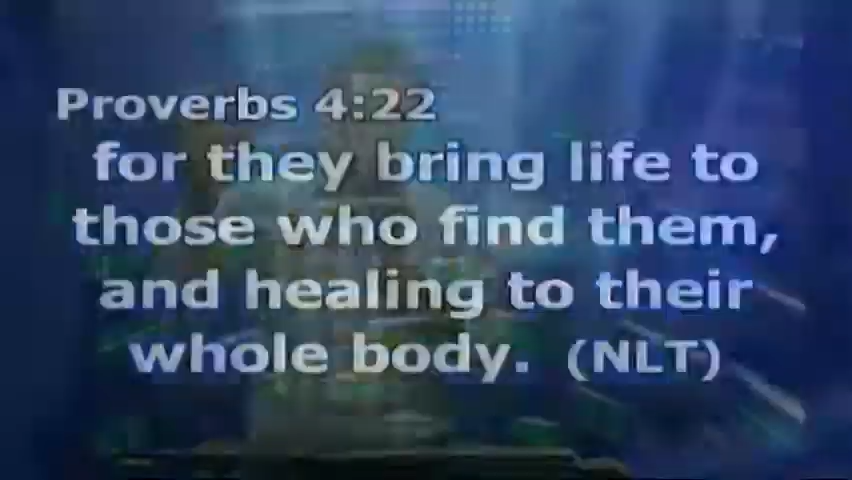 Proverbs 4:22
for they bring life to
those who find them,
and healing to their
whole body. (NLT)